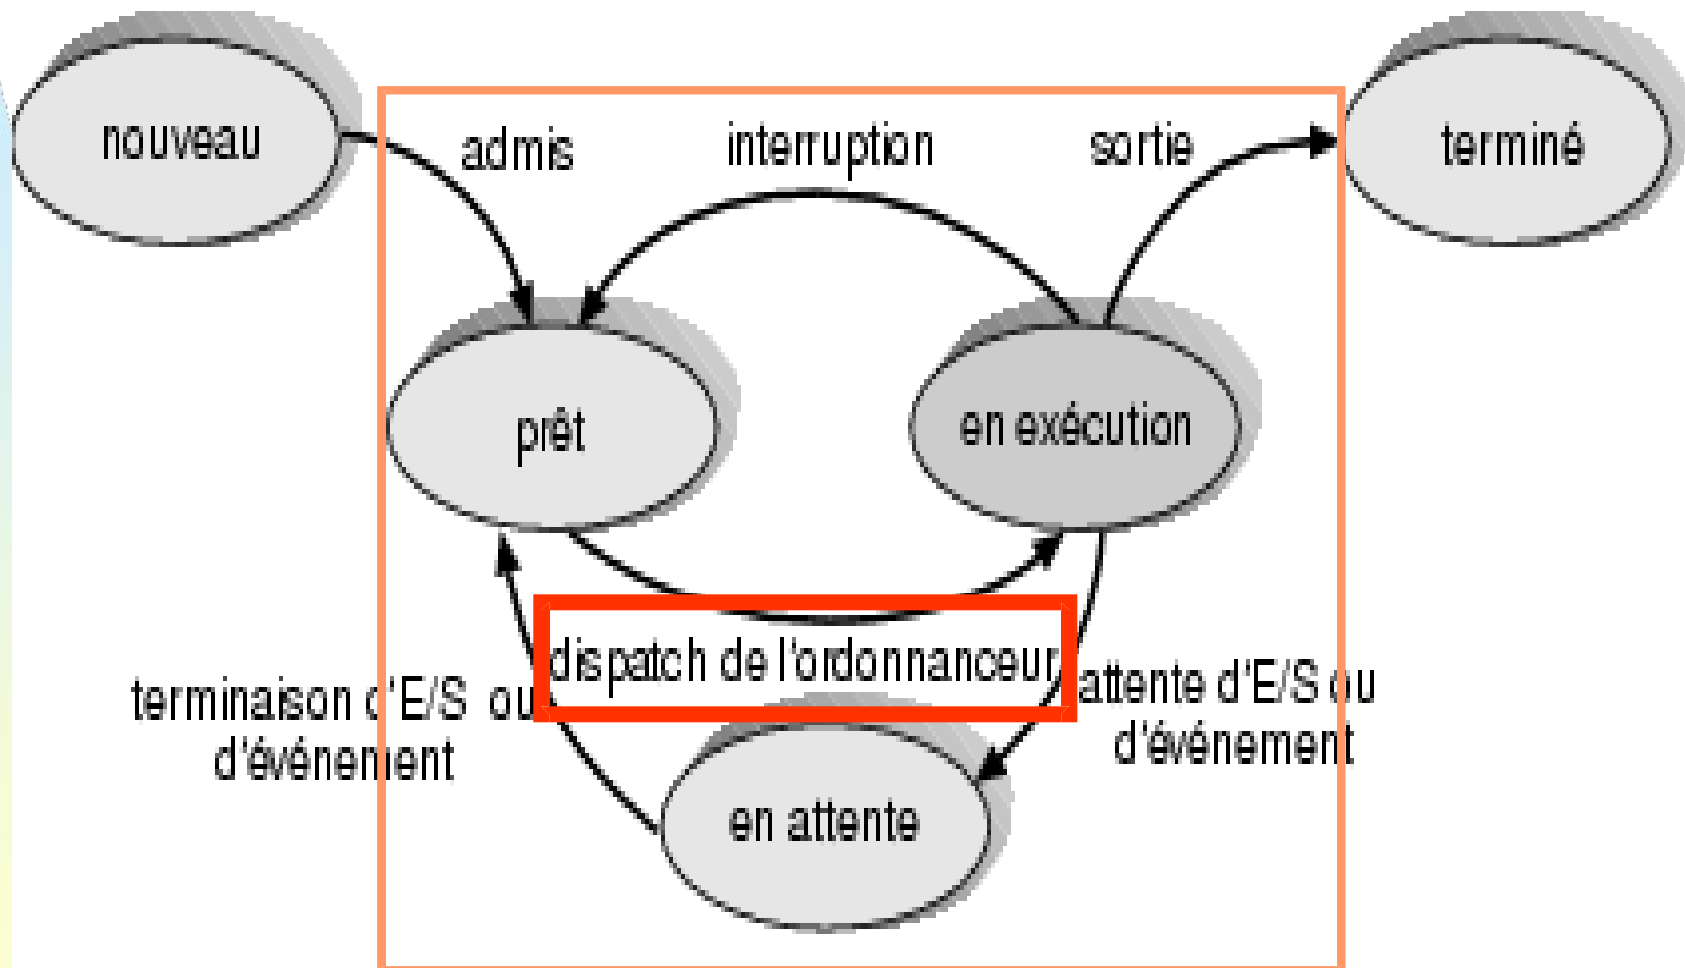 nouveau
admis
interruption
sortie
terminé
prêt
en exécution
dispatch de l'ordonnanceur
terminaison d'E/S ou
d'événement
attente d'E/S ou
d'événement
en attente